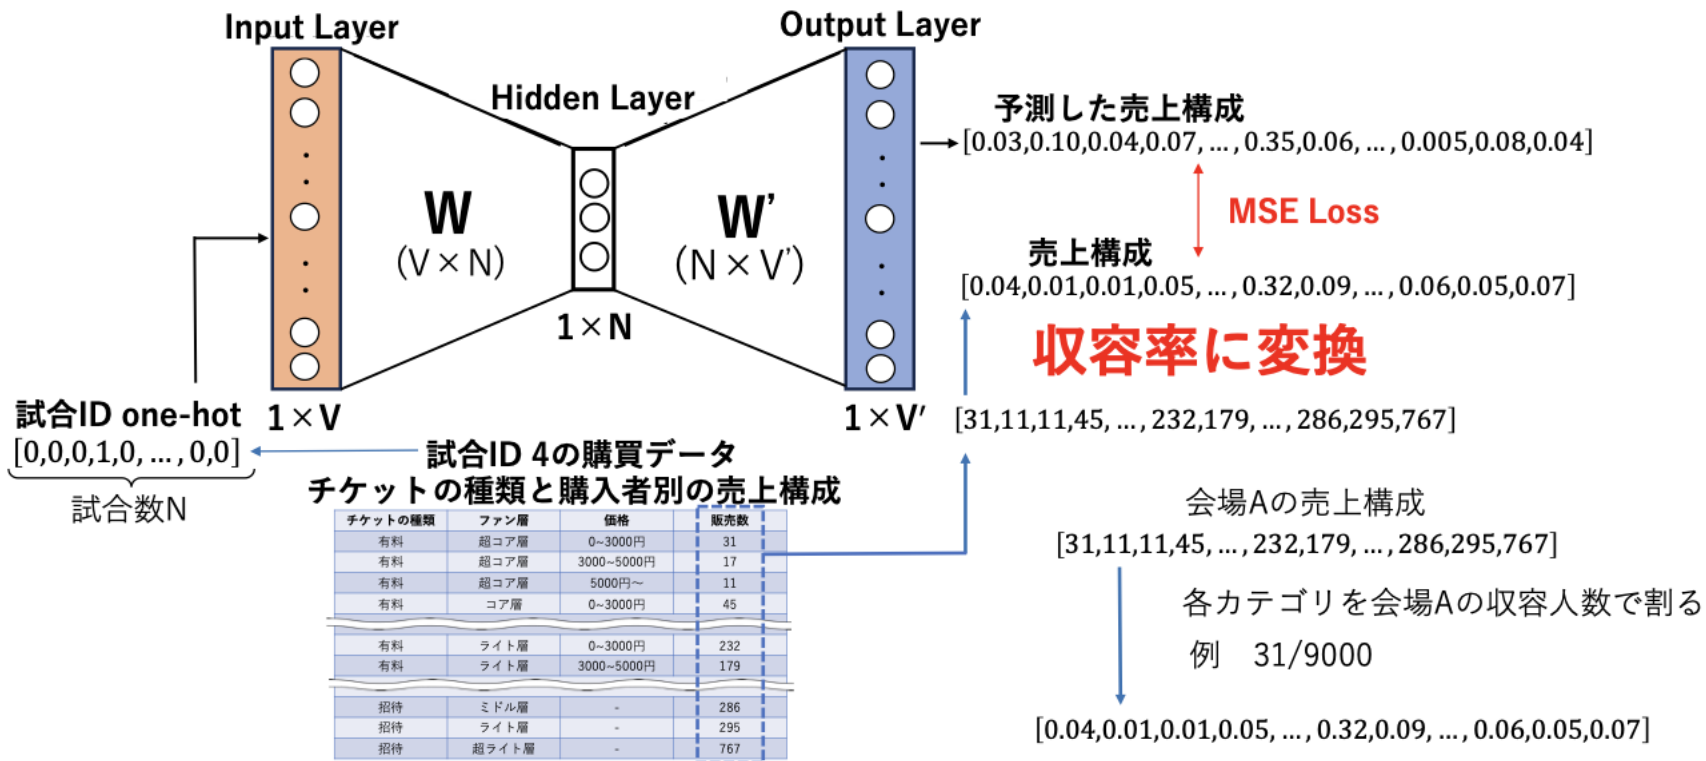 Input Layer
Output Layer
Hidden Layer
予測した売上構成
[0.03,0.10,0.04,0.07, … , 0.35,0.06, … , 0.005,0.08,0.04]
W
(V × N)
W'
(N × V')
MSE Loss
売上構成
[0.04,0.01,0.01,0.05, … , 0.32,0.09, … , 0.06,0.05,0.07]
1 × N
収容率に変換
試合ID one-hot
1 × V
1 × V′
[31,11,11,45, … , 232,179, … , 286,295,767]
[0,0,0,1,0, … , 0,0]
試合数N
試合ID 4の購買データ
チケットの種類と購入者別の売上構成
チケットの種類 ファン層 価格 販売数
有料 超コア層 0~3000円 31
有料 超コア層 3000~5000円 17
有料 超コア層 5000円〜 11
有料 コア層 0~3000円 45
有料 ライト層 0~3000円 232
有料 ライト層 3000~5000円 179
招待 ミドル層 - 286
招待 ライト層 - 295
招待 超ライト層 - 767
会場Aの売上構成
[31,11,11,45, … , 232,179, … , 286,295,767]
各カテゴリを会場Aの収容人数で割る
例 31/9000
[0.04,0.01,0.01,0.05, … , 0.32,0.09, … , 0.06,0.05,0.07]